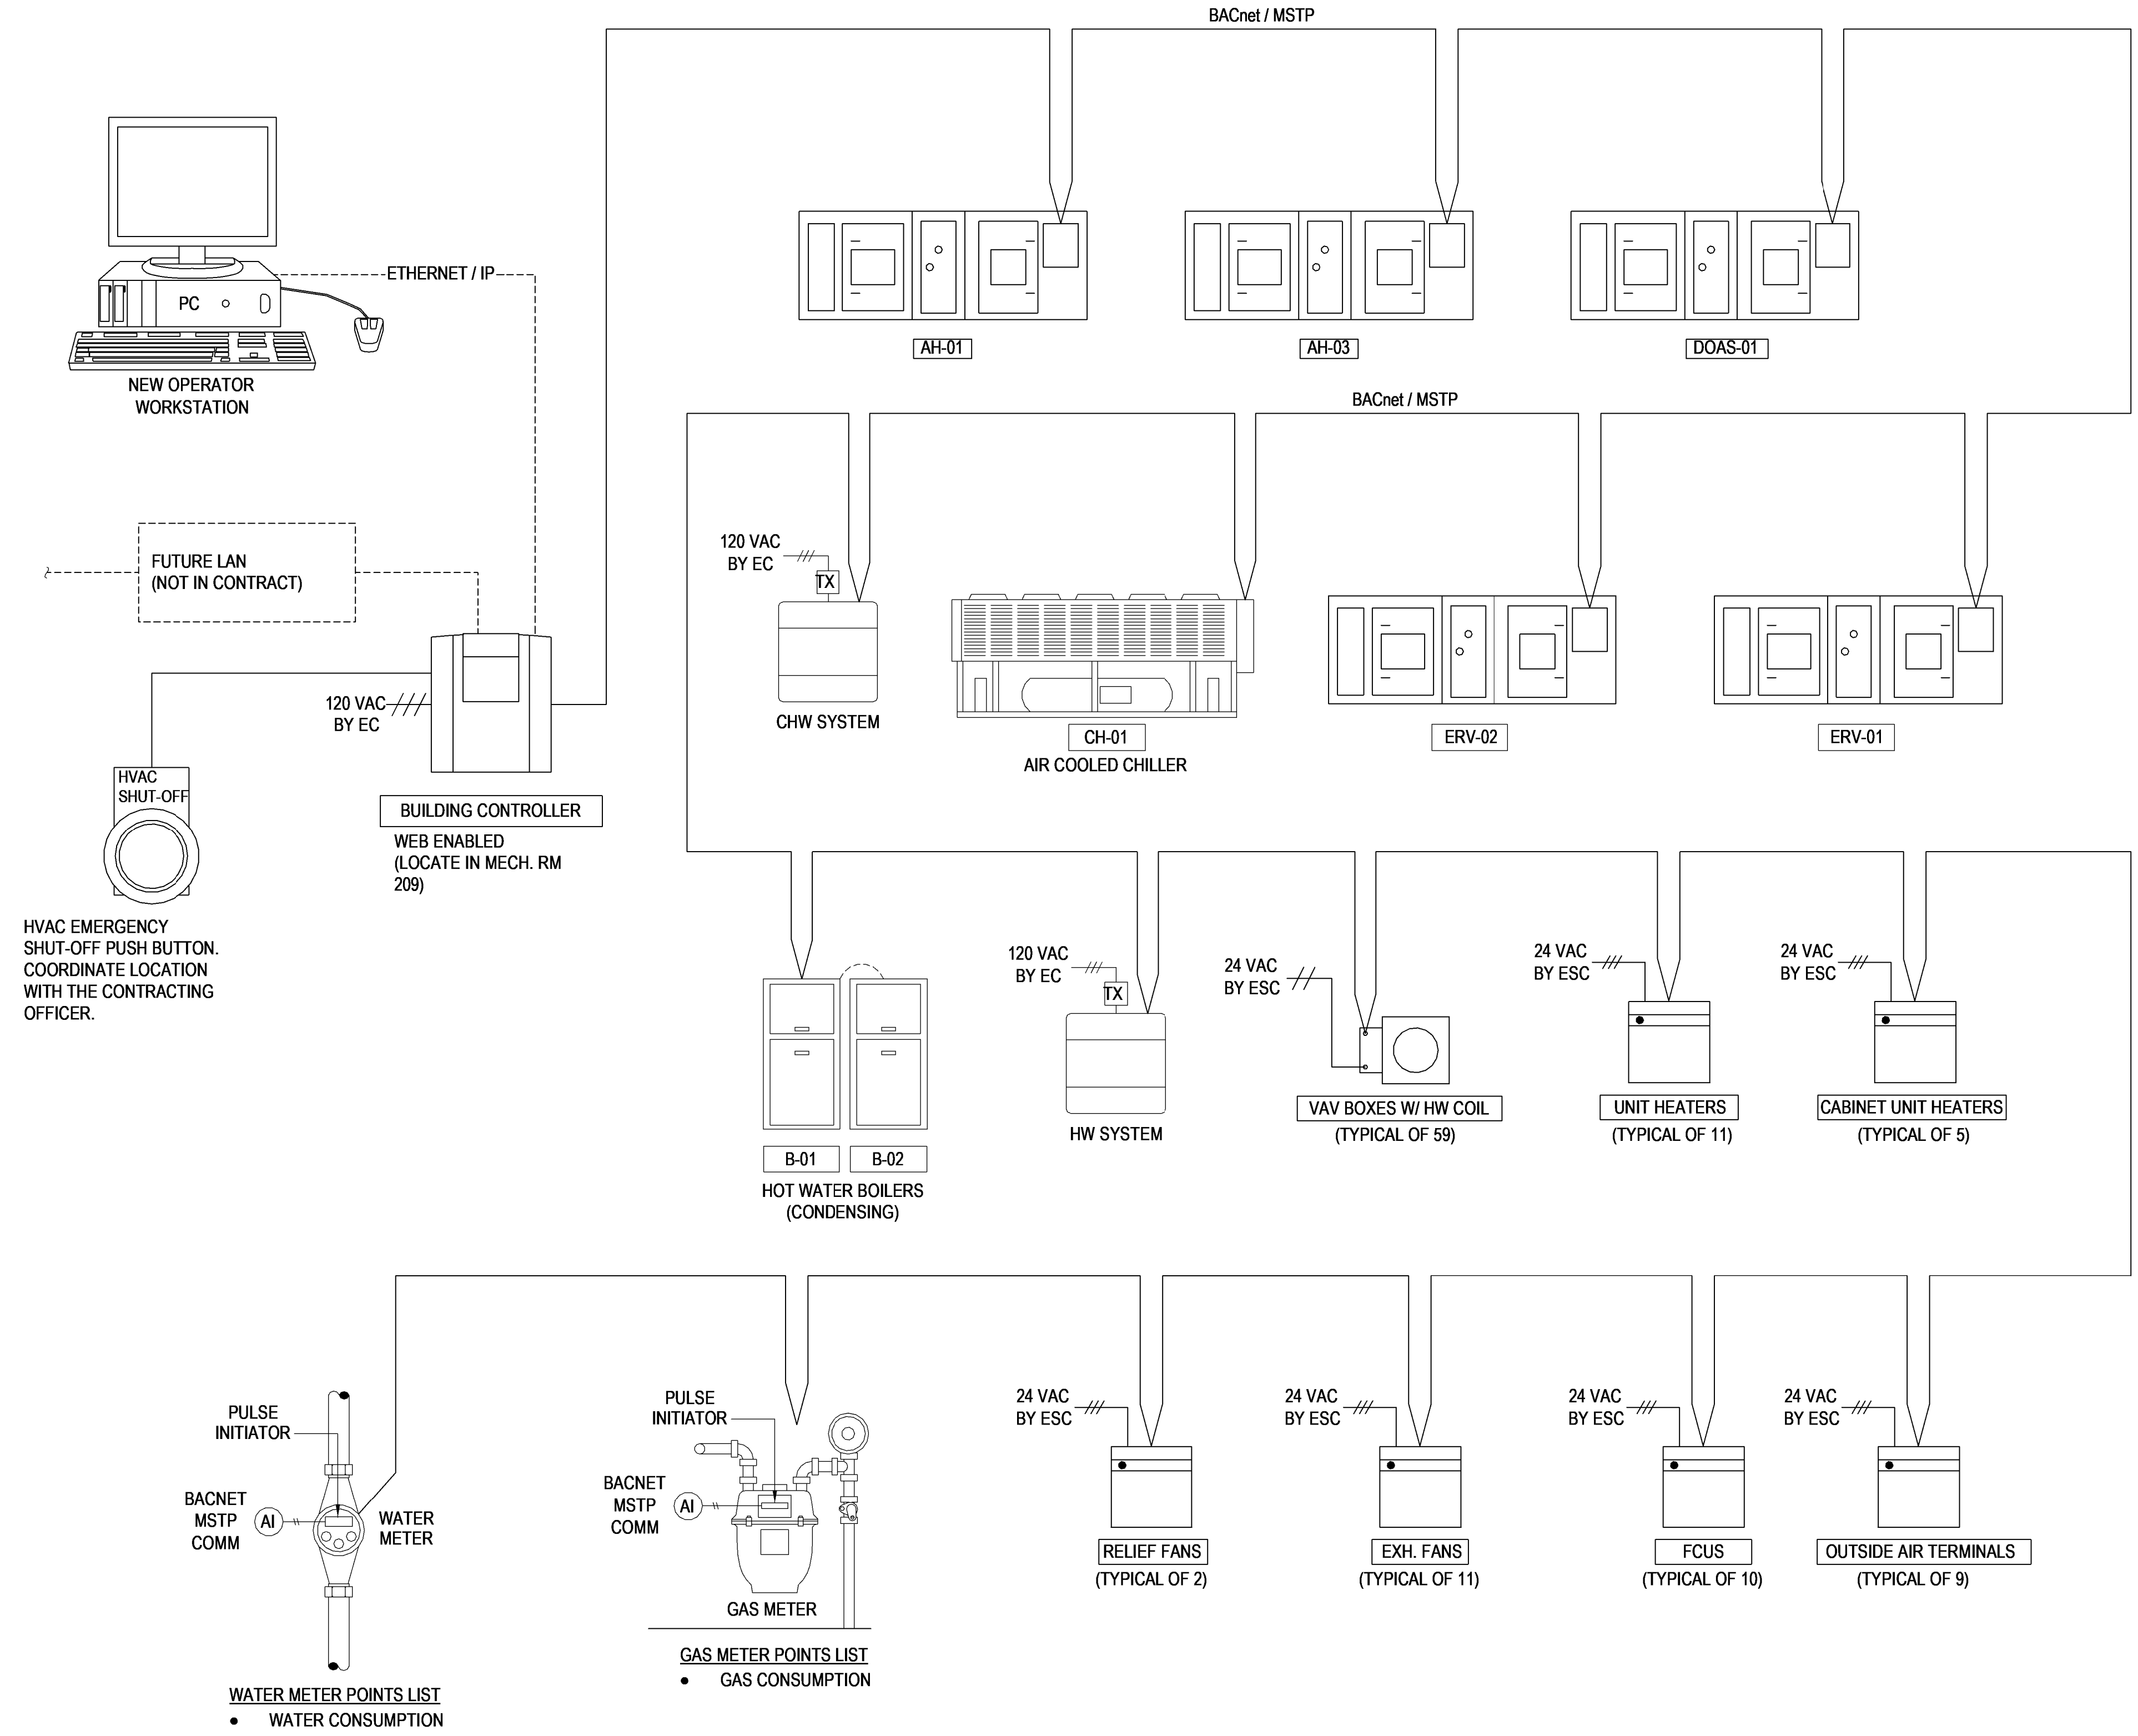 BACnet / MSTP
ETHERNET / IP
PC
NEW OPERATOR
WORKSTATION
AH-01
AH-03
DOAS-01
BACnet / MSTP
FUTURE LAN
(NOT IN CONTRACT)
120 VAC
BY EC
TX
CHW SYSTEM
CH-01
AIR COOLED CHILLER
ERV-02
ERV-01
120 VAC
BY EC
HVAC
SHUT-OFF
BUILDING CONTROLLER
WEB ENABLED
(LOCATE IN MECH. RM
209)
HVAC EMERGENCY
SHUT-OFF PUSH BUTTON.
COORDINATE LOCATION
WITH THE CONTRACTING
OFFICER.
B-01
B-02
HOT WATER BOILERS
(CONDENSING)
120 VAC
BY EC
TX
HW SYSTEM
24 VAC
BY ESC
VAV BOXES W/ HW COIL
(TYPICAL OF 59)
24 VAC
BY ESC
UNIT HEATERS
(TYPICAL OF 11)
24 VAC
BY ESC
CABINET UNIT HEATERS
(TYPICAL OF 5)
PULSE
INITIATOR
BACNET
MSTP
COMM
AI
WATER
METER
WATER METER POINTS LIST
● WATER CONSUMPTION
PULSE
INITIATOR
BACNET
MSTP
COMM
AI
GAS METER
GAS METER POINTS LIST
● GAS CONSUMPTION
24 VAC
BY ESC
RELIEF FANS
(TYPICAL OF 2)
24 VAC
BY ESC
EXH. FANS
(TYPICAL OF 11)
24 VAC
BY ESC
FCUS
(TYPICAL OF 10)
24 VAC
BY ESC
OUTSIDE AIR TERMINALS
(TYPICAL OF 9)